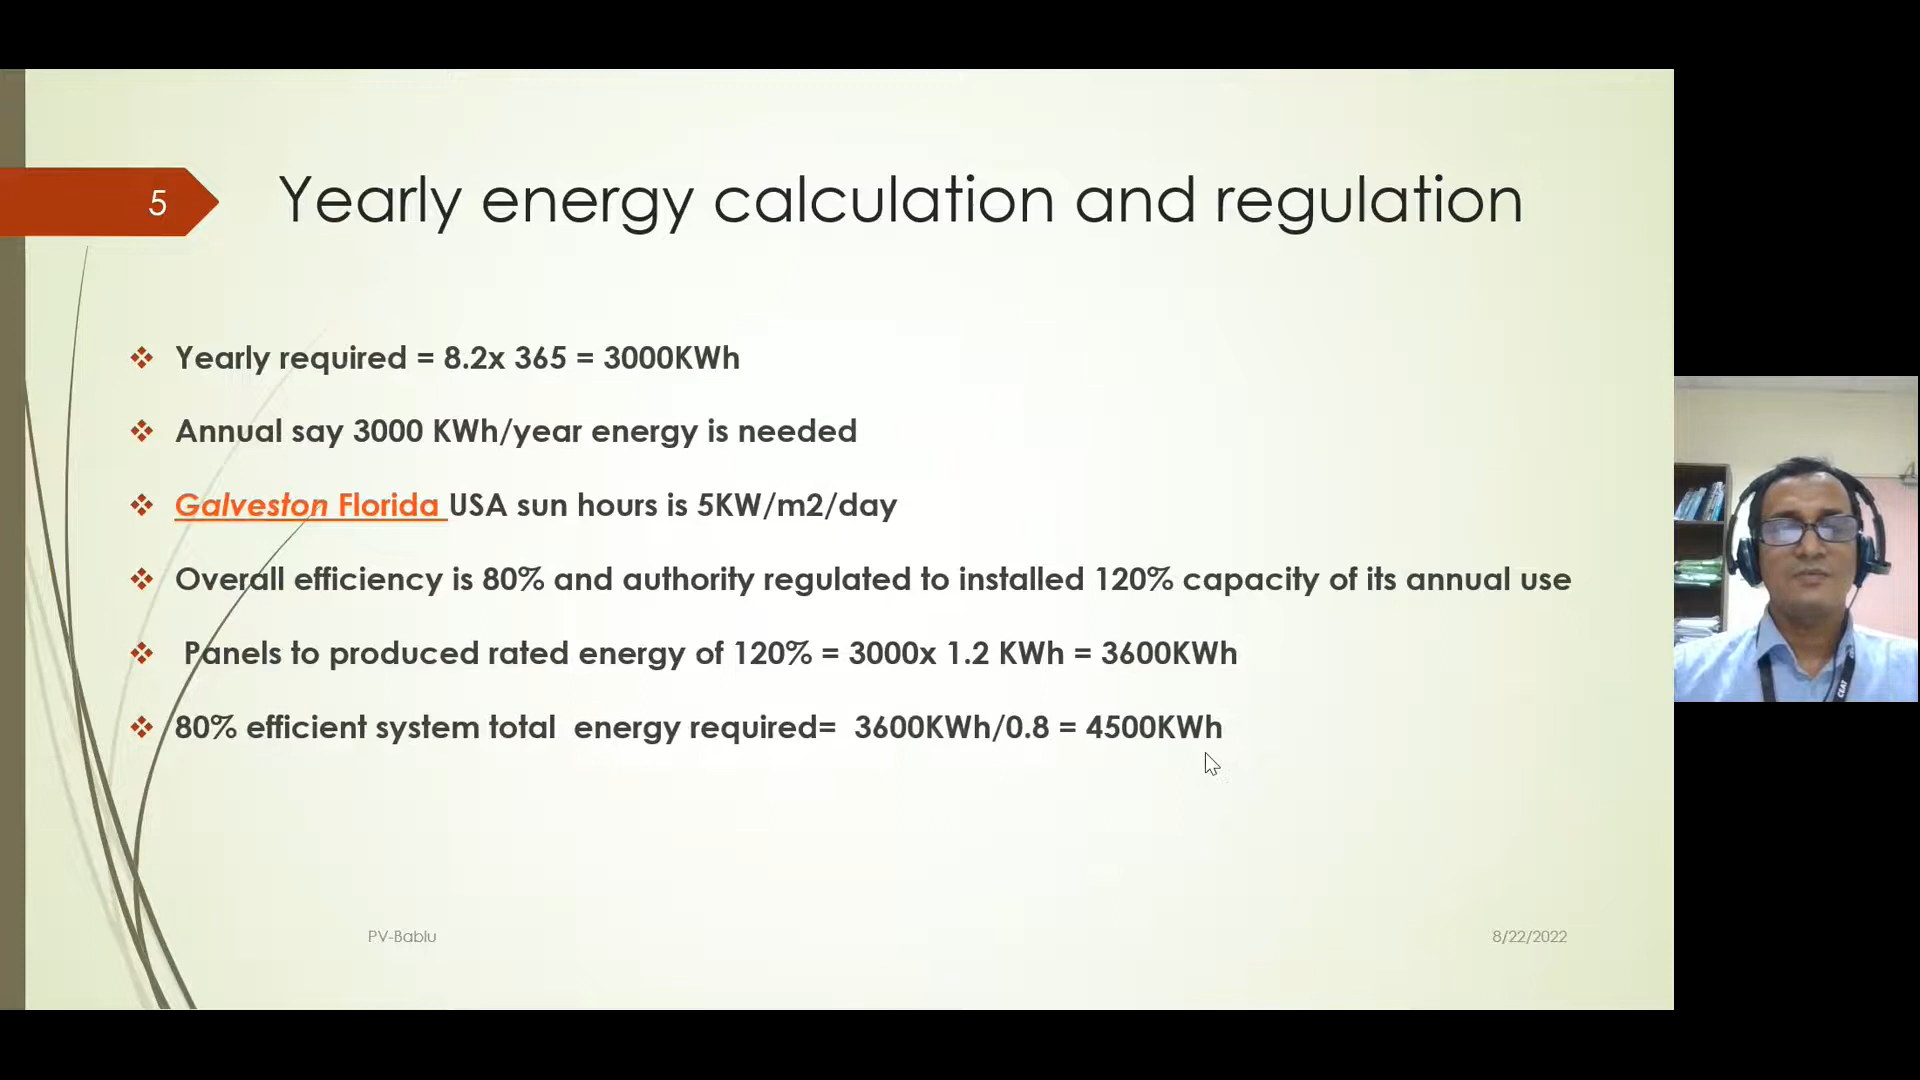 5
Yearly energy calculation and regulation
Yearly required = 8.2x 365 = 3000KWh
Annual say 3000 KWh/year energy is needed
Galveston Florida USA sun hours is 5KW/m2/day
Overall efficiency is 80% and authority regulated to installed 120% capacity of its annual use
Panels to produced rated energy of 120% = 3000x 1.2 KWh = 3600KWh
80% efficient system total energy required= 3600KWh/0.8 = 4500KWh
PV-Bablu
8/22/2022